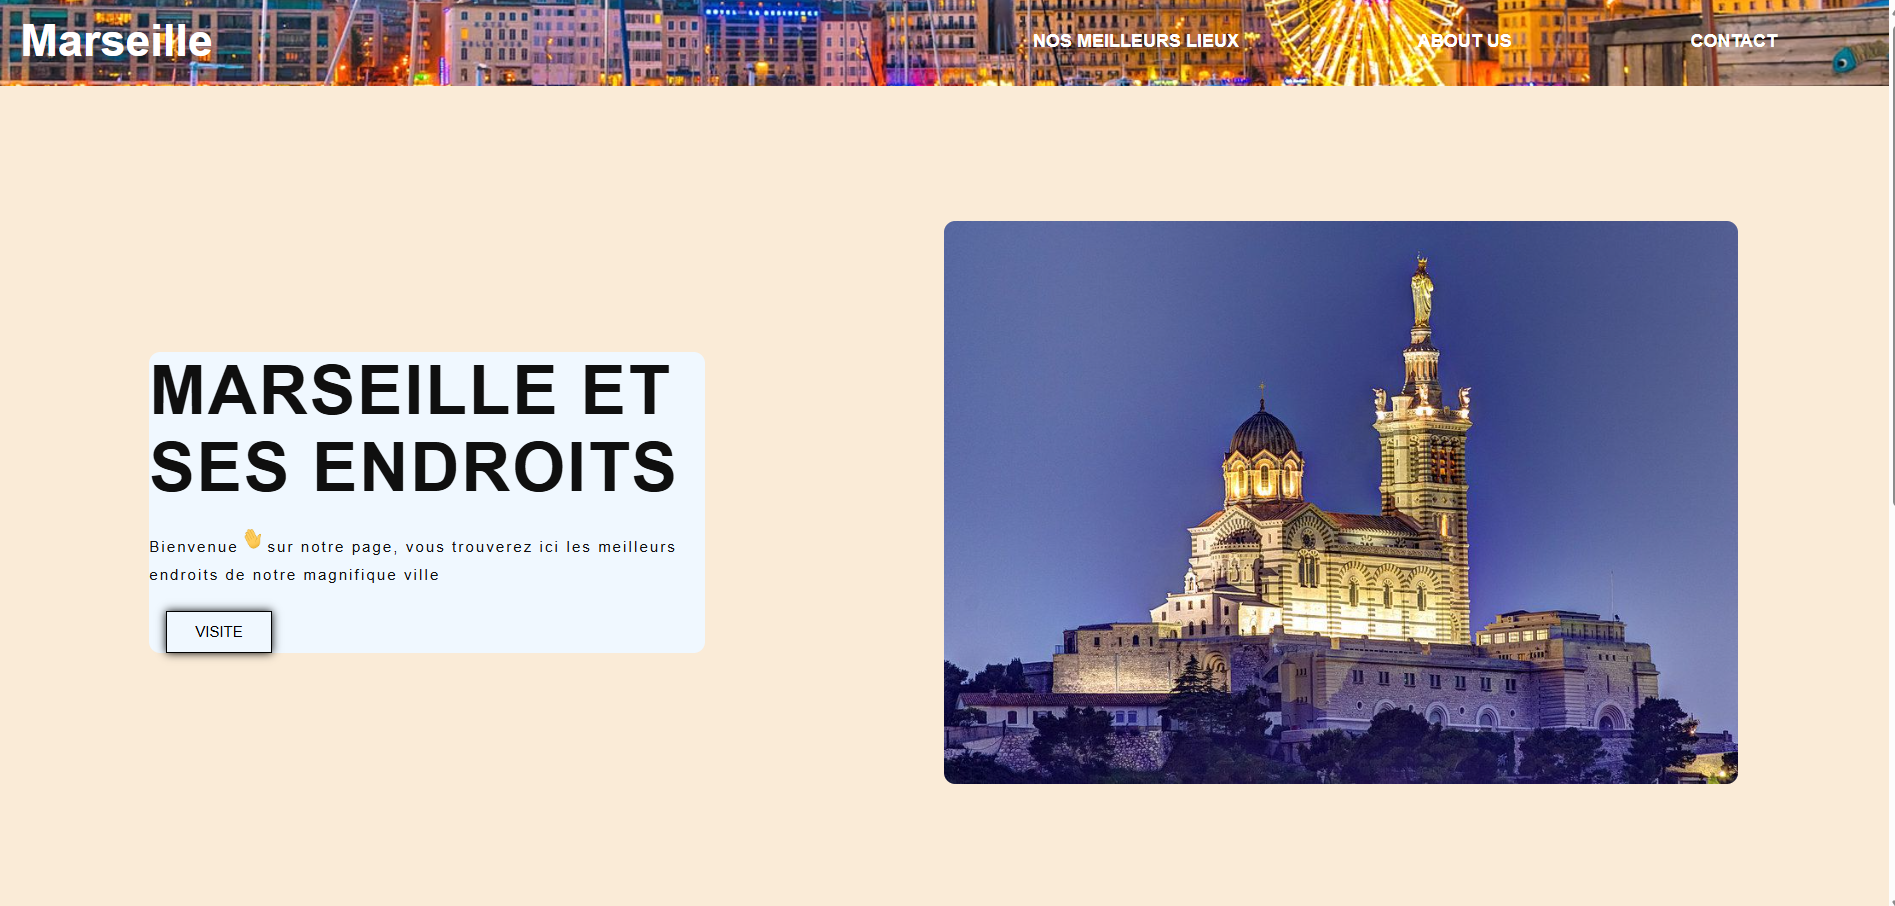 Marseille
NOS MEILLEURS LIEUX
ABOUT US
CONTACT
MARSEILLE ET
SES ENDROITS
Bienvenue 👋 sur notre page, vous trouverez ici les meilleurs
endroits de notre magnifique ville
VISITE